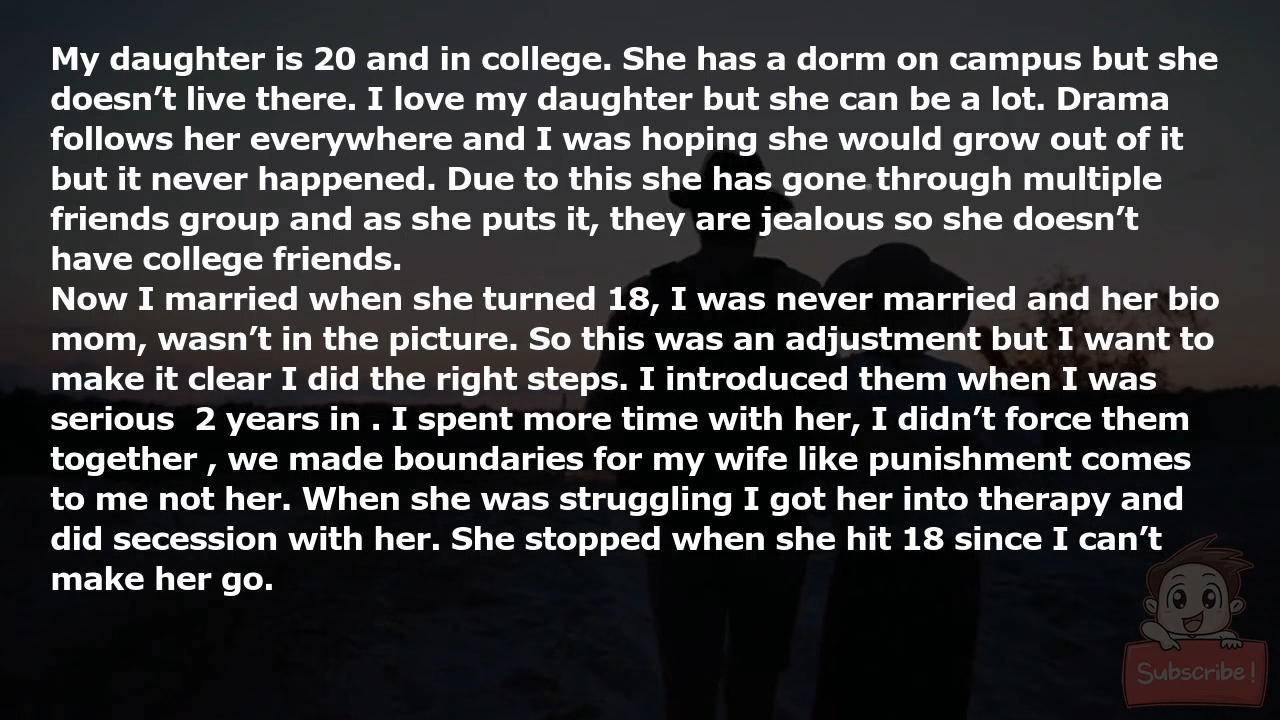 My daughter is 20 and in college. She has a dorm on campus but she
doesn’t live there. I love my daughter but she can be a lot. Drama
follows her everywhere and I was hoping she would grow out of it
but it never happened. Due to this she has gone through multiple
friends group and as she puts it, they are jealous so she doesn’t
have college friends.
Now I married when she turned 18, I was never married and her bio
mom, wasn’t in the picture. So this was an adjustment but I want to
make it clear I did the right steps. I introduced them when I was
serious  2 years in . I spent more time with her, I didn’t force them
together , we made boundaries for my wife like punishment comes
to me not her. When she was struggling I got her into therapy and
did secession with her. She stopped when she hit 18 since I can’t
make her go.
Subscribe!